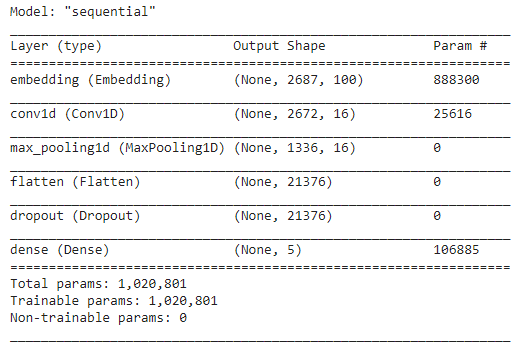 Model: "sequential"
_________________________________________________________________
Layer (type)                 Output Shape              Param #
=================================================================
embedding (Embedding)        (None, 2687, 100)         888300
_________________________________________________________________
conv1d (Conv1D)              (None, 2672, 16)          25616
_________________________________________________________________
max_pooling1d (MaxPooling1D) (None, 1336, 16)          0
_________________________________________________________________
flatten (Flatten)            (None, 21376)             0
_________________________________________________________________
dropout (Dropout)            (None, 21376)             0
_________________________________________________________________
dense (Dense)                (None, 5)                 106885
=================================================================
Total params: 1,020,801
Trainable params: 1,020,801
Non-trainable params: 0
_________________________________________________________________